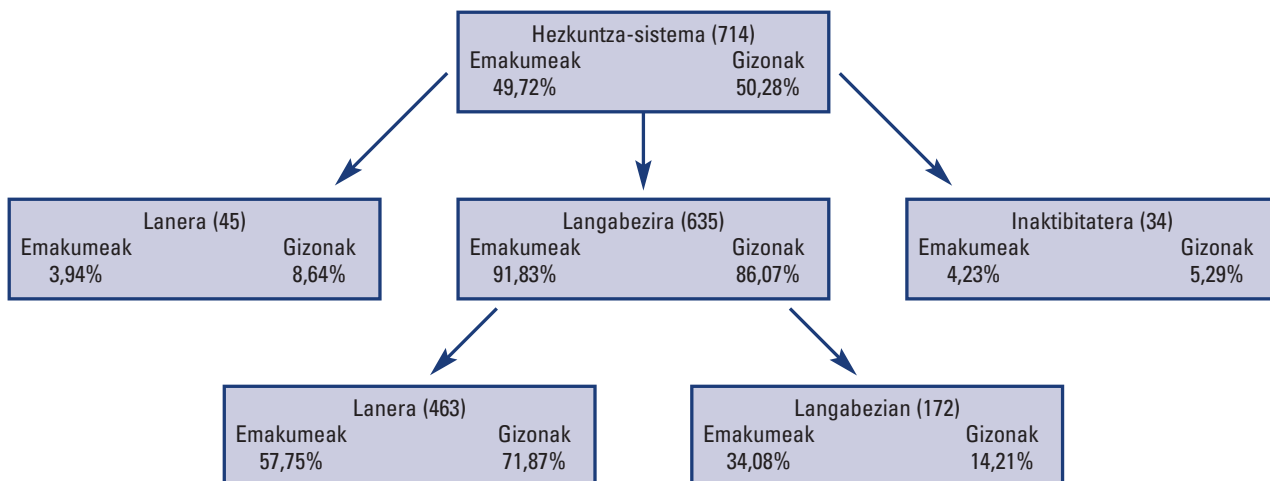 Hezkuntza-sistema (714)
Emakumeak Gizonak
49,72% 50,28%
Lanera (45)
Emakumeak Gizonak
3,94% 8,64%
Langabezira (635)
Emakumeak Gizonak
91,83% 86,07%
Inaktibitatera (34)
Emakumeak Gizonak
4,23% 5,29%
Lanera (463)
Emakumeak Gizonak
57,75% 71,87%
Langabezian (172)
Emakumeak Gizonak
34,08% 14,21%